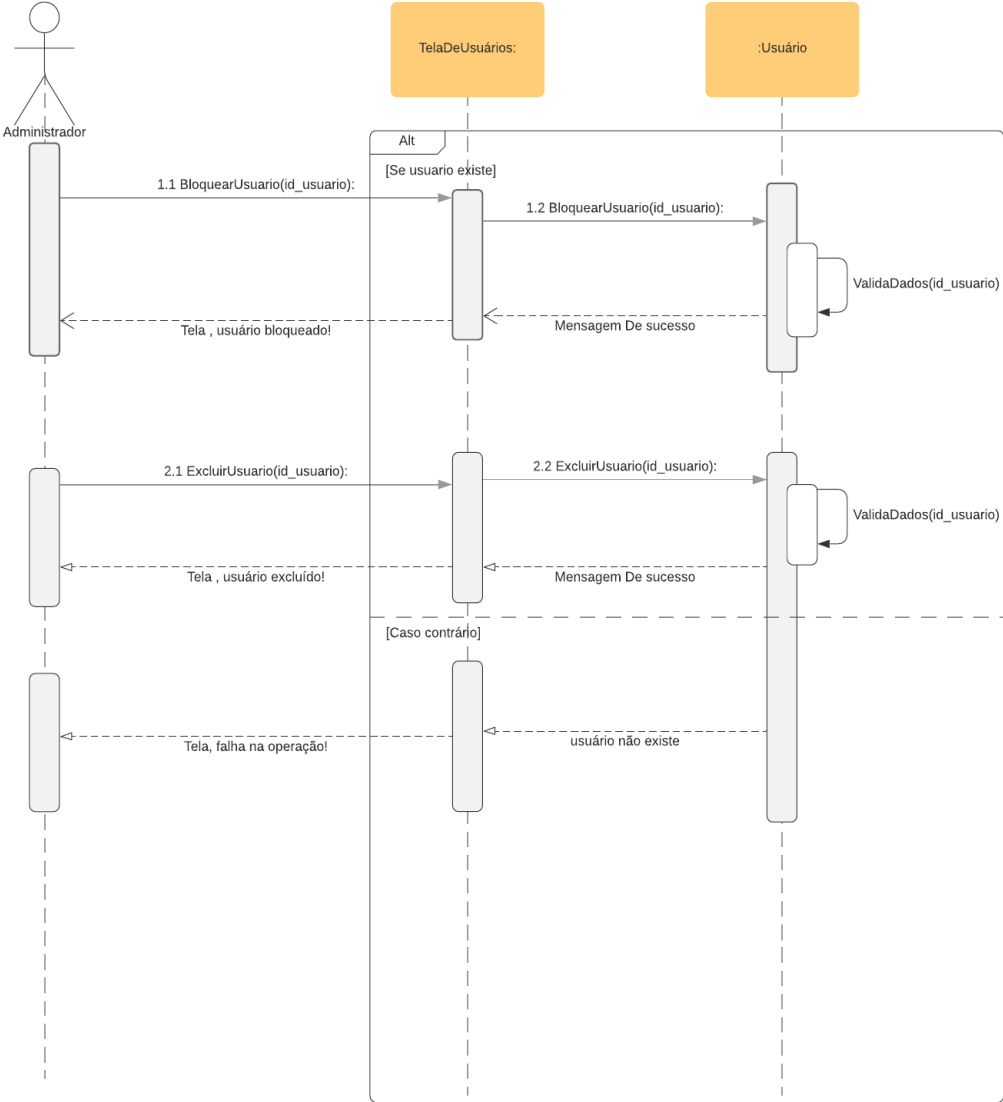 TelaDeUsuários:
:Usuário
Administrador
Alt
[Se usuario existe]
1.1 BloquearUsuario(id_usuario):
1.2 BloquearUsuario(id_usuario):
ValidaDados(id_usuario)
Mensagem De sucesso
Tela , usuário bloqueado!
2.1 ExcluirUsuario(id_usuario):
2.2 ExcluirUsuario(id_usuario):
ValidaDados(id_usuario)
Tela , usuário excluído!
Mensagem De sucesso
[Caso contrário]
Tela, falha na operação!
usuário não existe